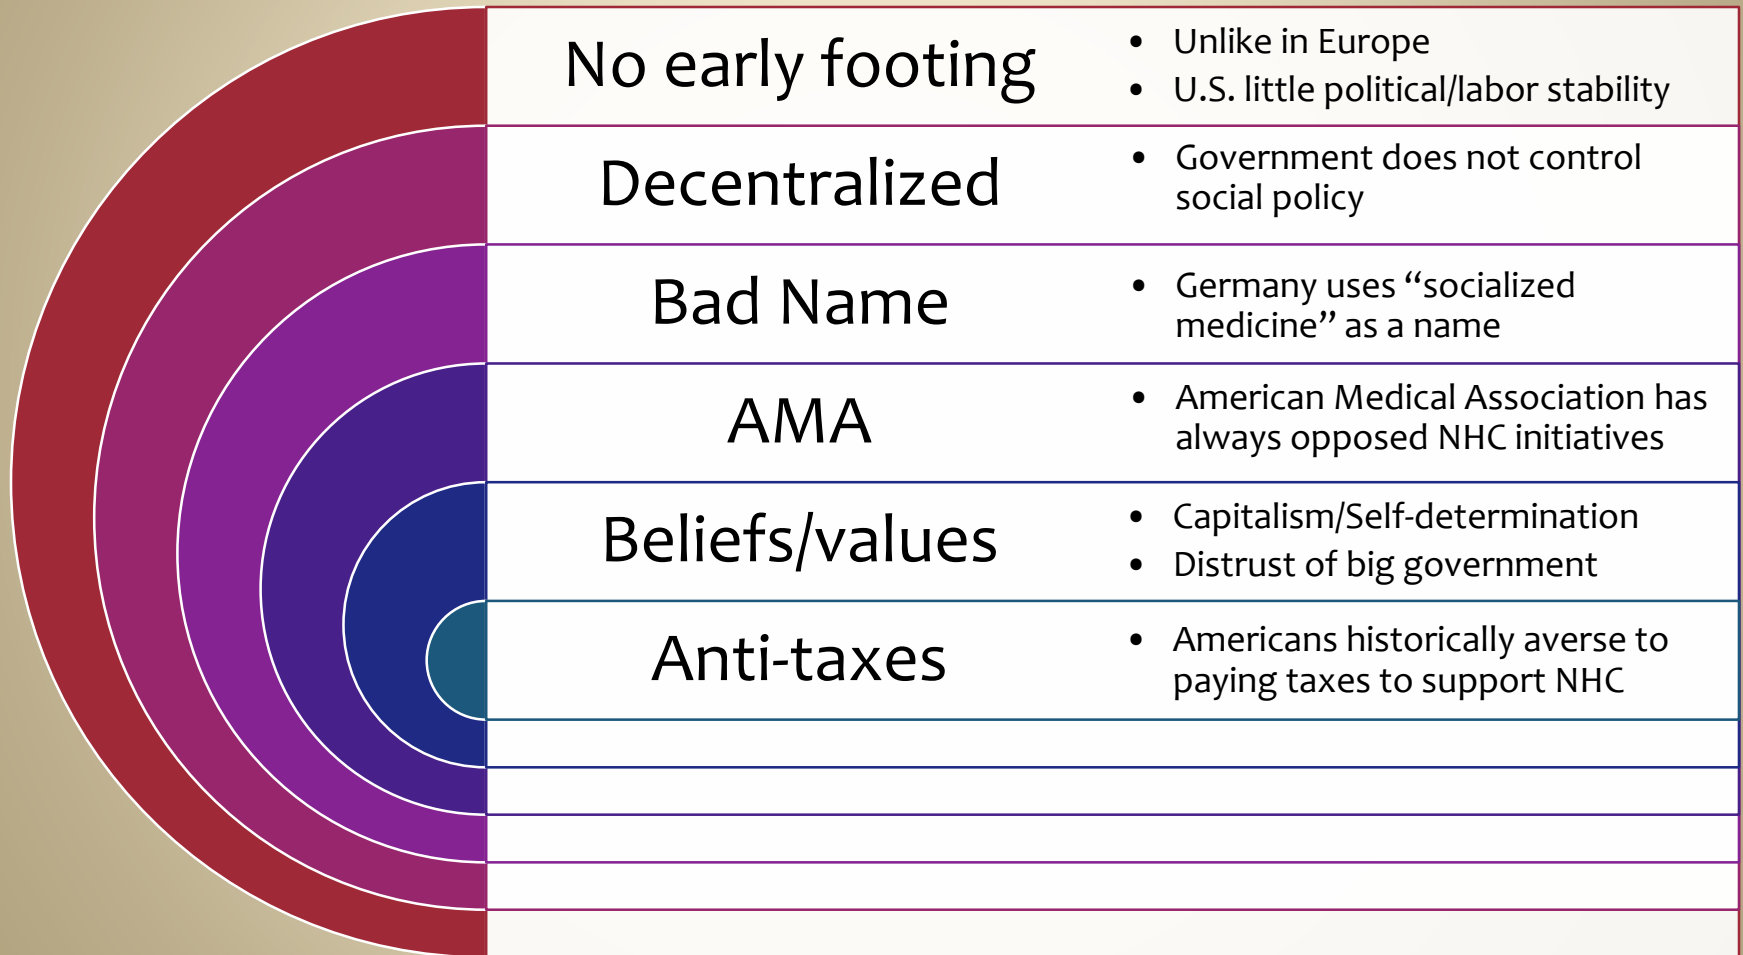 No early footing
• Unlike in Europe
• U.S. little political/labor stability
Decentralized
• Government does not control
social policy
Bad Name
• Germany uses “socialized
medicine” as a name
AMA
• American Medical Association has
always opposed NHC initiatives
Beliefs/values
• Capitalism/Self-determination
• Distrust of big government
Anti-taxes
• Americans historically averse to
paying taxes to support NHC